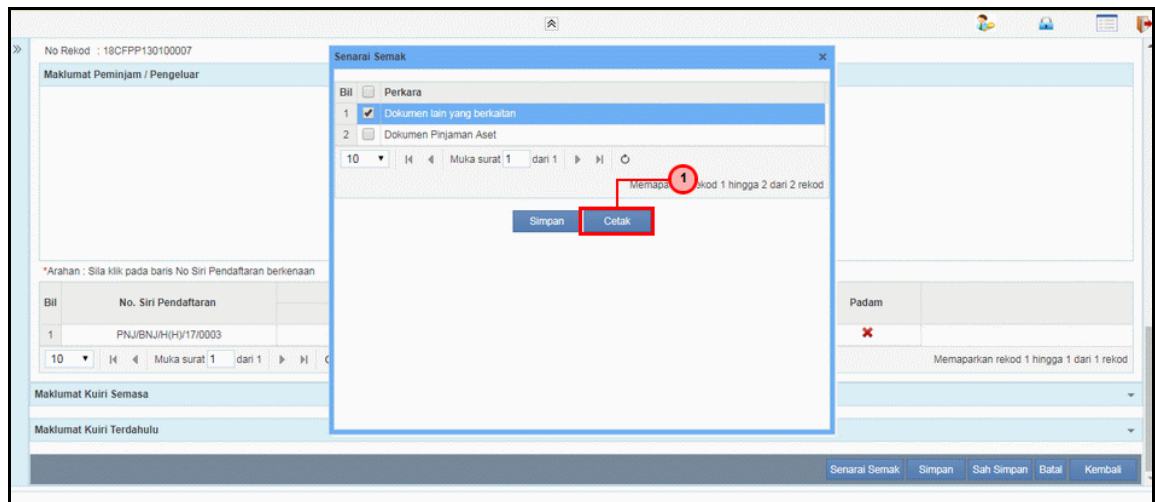 No Rekod : 18CFPP130100007
Maklumat Peminjam / Pengeluar
Senarai Semak
Bil Perkara
1 Dokumen lain yang berkaitan
2 Dokumen Pinjaman Aset
10 Muka surat 1 dari 1
1
rekod 1 hingga 2 dari 2 rekod
Simpan Cetak
*Arahan : Sila klik pada baris No Siri Pendaftaran berkenaan
Bil No. Siri Pendaftaran Padam
1 PNJ/BNJ/H(H)/17/0003
10 Muka surat 1 dari 1
Memaparkan rekod 1 hingga 1 dari 1 rekod
Maklumat Kuiri Semasa
Maklumat Kuiri Terdahulu
Senarai Semak Simpan Sah Simpan Batal Kembali